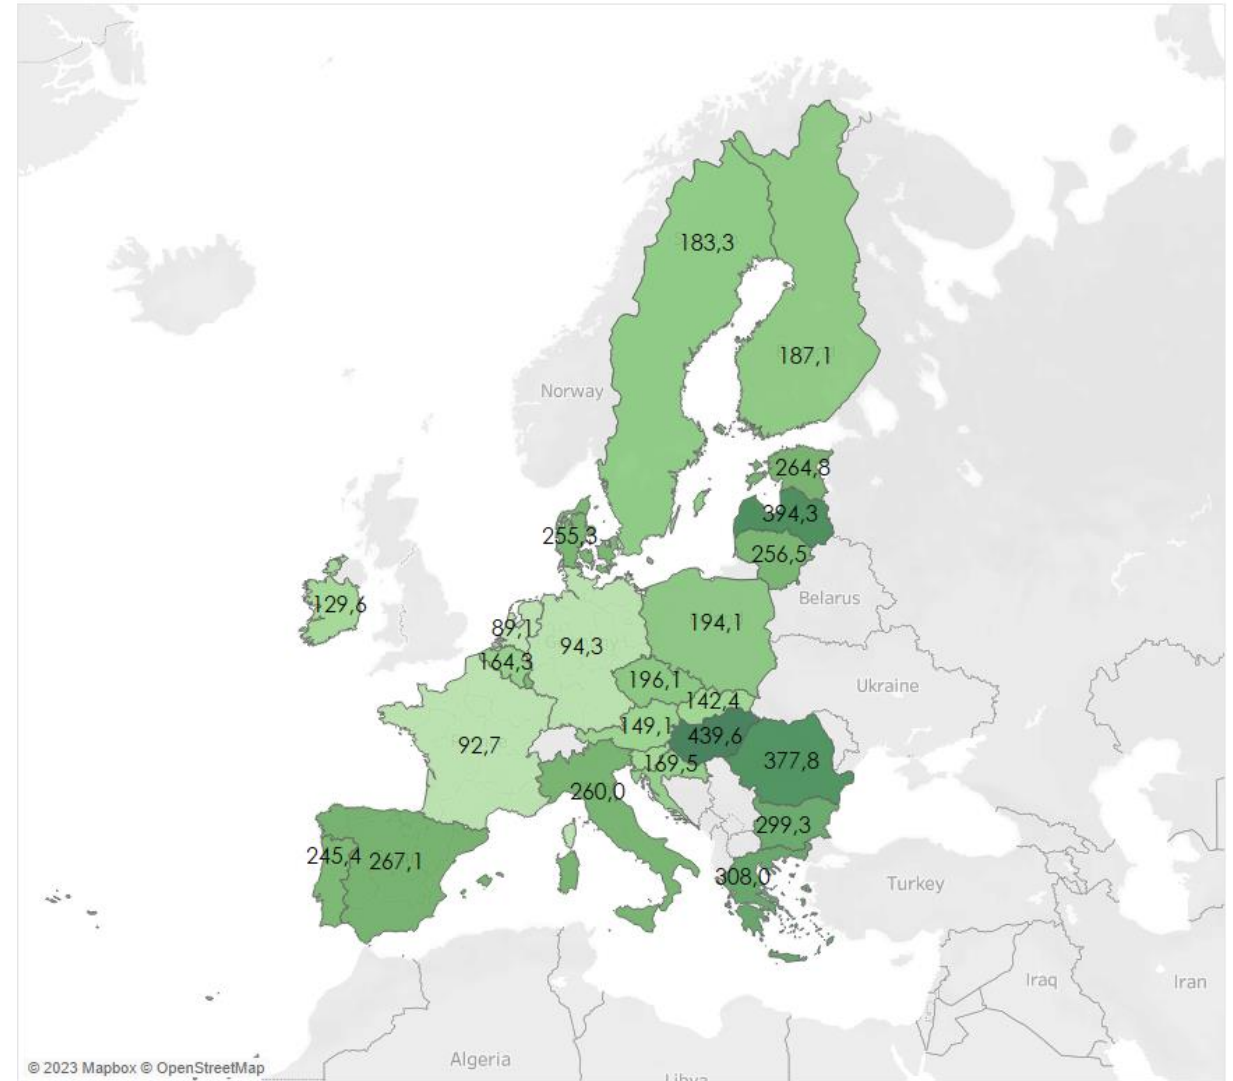 183,3
187,1
Norway
264,8
394,3
255,3
256,5
Belarus
129,6
89,1
94,3
194,1
164,3
196,1
Ukraine
142,4
149,1
439,6
92,7
169,5
377,8
260,0
299,3
245,4
267,1
308,0
Turkey
Iraq
Iran
Algeria
Libya
© 2023 Mapbox © OpenStreetMap